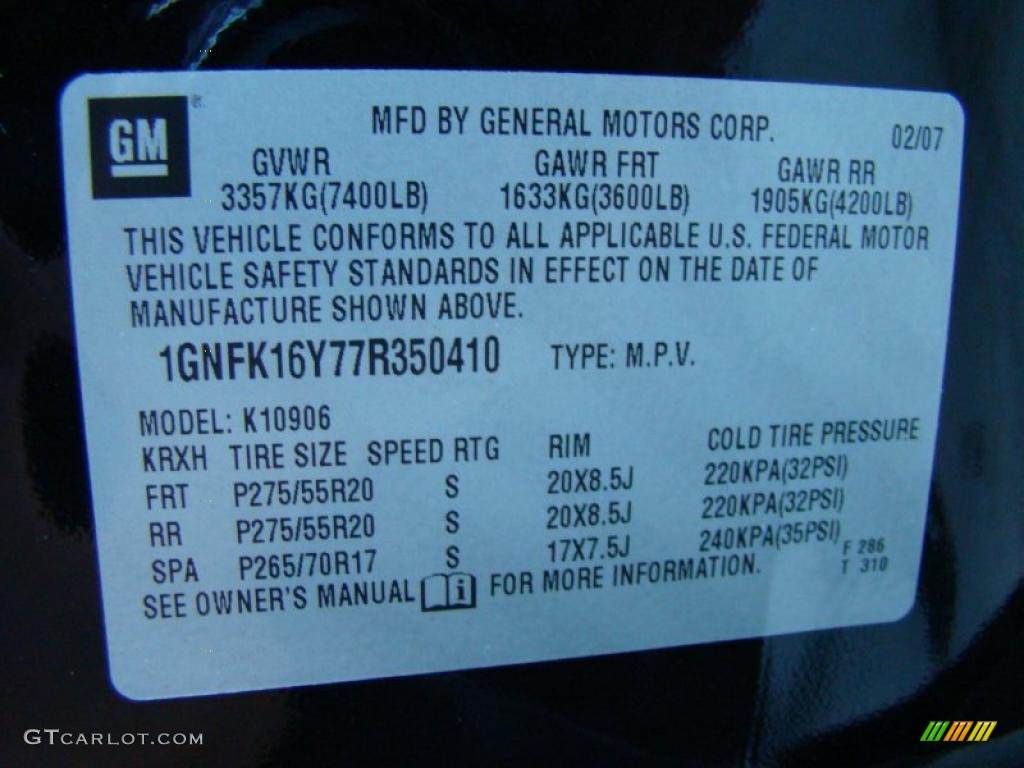 GM ®
MFD BY GENERAL MOTORS CORP. 02/07
GVWR GAWR FRT GAWR RR
3357KG(7400LB) 1633KG(3600LB) 1905KG(4200LB)
THIS VEHICLE CONFORMS TO ALL APPLICABLE U.S. FEDERAL MOTOR
VEHICLE SAFETY STANDARDS IN EFFECT ON THE DATE OF
MANUFACTURE SHOWN ABOVE.
1GNFK16Y77R350410 TYPE: M.P.V.
MODEL: K10906
KRXH TIRE SIZE SPEED RTG RIM COLD TIRE PRESSURE
FRT P275/55R20 S 20X8.5J 220KPA(32PSI)
RR P275/55R20 S 20X8.5J 220KPA(32PSI)
SPA P265/70R17 S 17X7.5J 240KPA(35PSI)
F 286
T 310
SEE OWNER'S MANUAL i FOR MORE INFORMATION.
GTCARLOT.COM